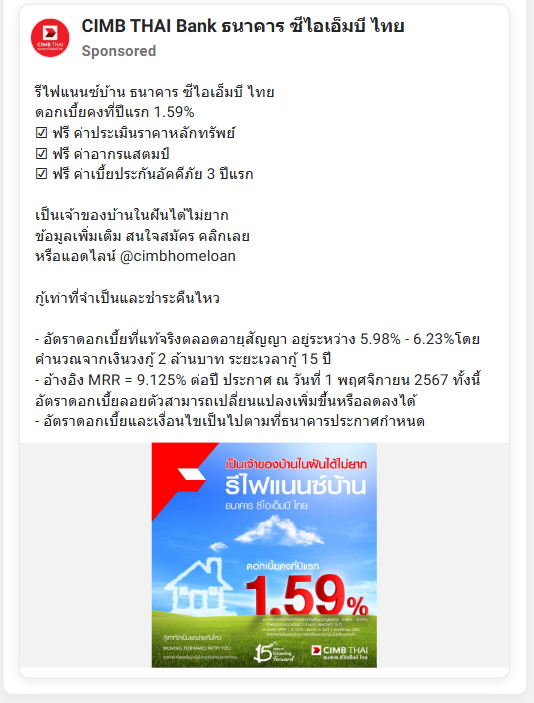 CIMB THAI Bank ธนาคาร ซีไอเอ็มบี ไทย
Sponsored
CIMB THAI
รีไฟแนนซ์บ้าน ธนาคาร ซีไอเอ็มบี ไทย
ดอกเบี้ยคงที่ปีแรก 1.59%
☑ ฟรี ค่าประเมินราคาหลักทรัพย์
☑ ฟรี ค่าอากรแสตมป์
☑ ฟรี ค่าเบี้ยประกันอัคคีภัย 3 ปีแรก
เป็นเจ้าของบ้านในฝันได้ไม่ยาก
ข้อมูลเพิ่มเติม สนใจสมัคร คลิกเลย
หรือแอดไลน์ @cimbhomeloan
กู้เท่าที่จำเป็นและชำระคืนไหว
- อัตราดอกเบี้ยที่แท้จริงตลอดอายุสัญญา อยู่ระหว่าง 5.98% - 6.23%โดย
คำนวณจากเงินวงกู้ 2 ล้านบาท ระยะเวลากู้ 15 ปี
- อ้างอิง MRR = 9.125% ต่อปี ประกาศ ณ วันที่ 1 พฤศจิกายน 2567 ทั้งนี้
อัตราดอกเบี้ยลอยตัวสามารถเปลี่ยนแปลงเพิ่มขึ้นหรือลดลงได้
- อัตราดอกเบี้ยและเงื่อนไขเป็นไปตามที่ธนาคารประกาศกำหนด
เป็นเจ้าของบ้านในฝันได้ไม่ยาก
รีไฟแนนซ์บ้าน
ธนาคาร ซีไอเอ็มบี ไทย
ดอกเบี้ยคงที่ปีแรก
1.59%
กู้เท่าที่จำเป็นและชำระคืนไหว
MOVING FORWARD WITH YOU
15 Years of Growing Forward
CIMB THAI
ธนาคาร ซีไอเอ็มบี ไทย